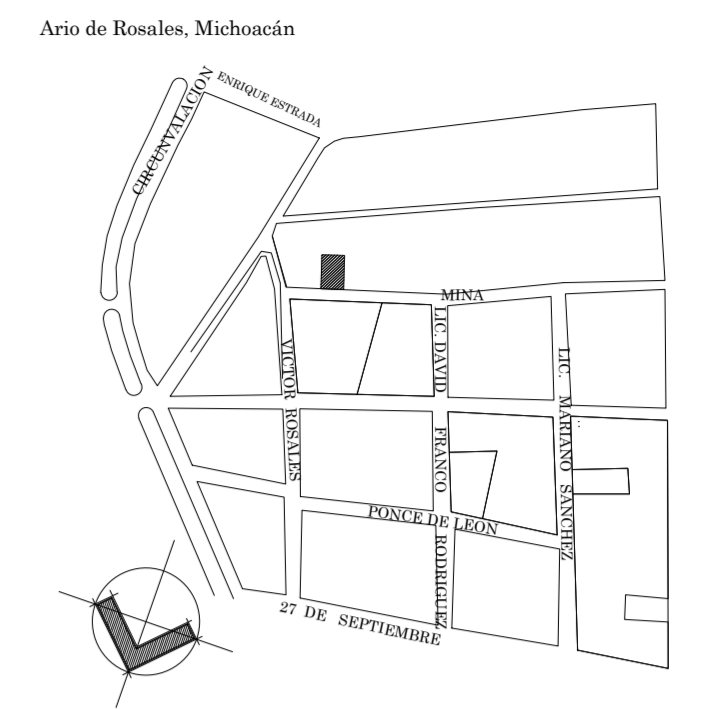 Ario de Rosales, Michoacán
CIRCUNVALACION
ENRIQUE ESTRADA
MINA
LIC. DAVID FRANCO RODRIGUEZ
VICTOR ROSALES
LIC. MARIANO SANCHEZ
PONCE DE LEON
27 DE SEPTIEMBRE